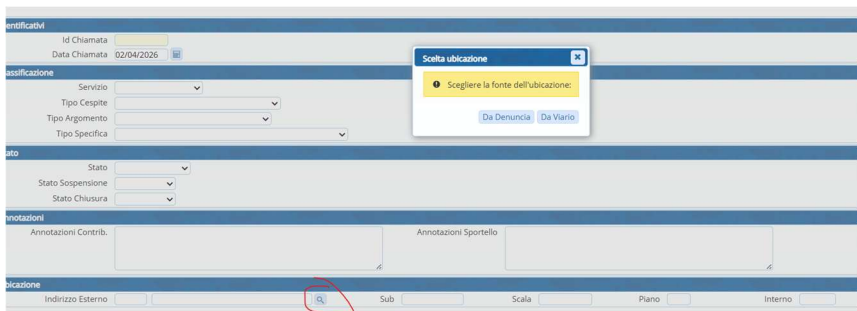 entificativi
Id Chiamata
Data Chiamata 02/04/2026
assificazione
Servizio
Tipo Cespite
Tipo Argomento
Tipo Specifica
Scelta ubicazione
Scegliere la fonte dell'ubicazione:
Da Denuncia Da Viario
ato
Stato
Stato Sospensione
Stato Chiusura
nnotazioni
Annotazioni Contrib. Annotazioni Sportello
bicazione
Indirizzo Esterno Sub Scala Piano Interno